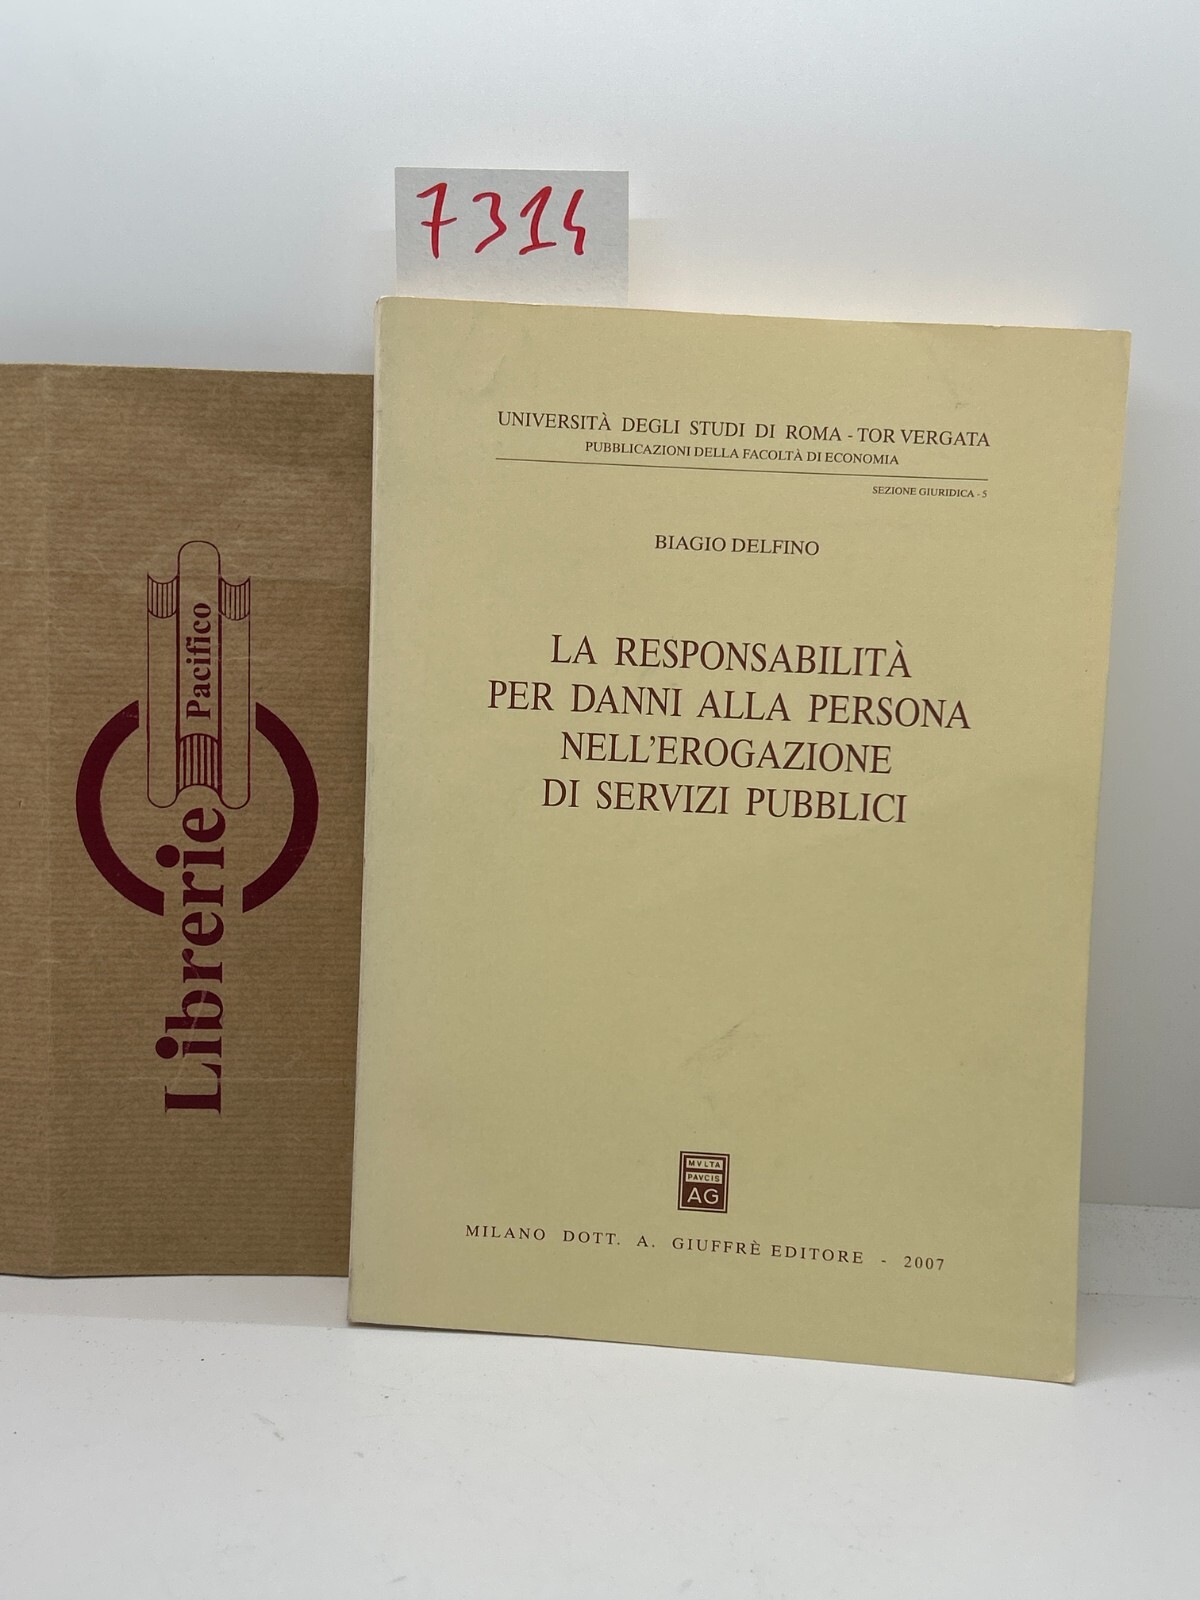 7314
UNIVERSITÀ DEGLI STUDI DI ROMA - TOR VERGATA
PUBBLICAZIONI DELLA FACOLTÀ DI ECONOMIA
SEZIONE GIURIDICA - 5
BIAGIO DELFINO
LA RESPONSABILITÀ
PER DANNI ALLA PERSONA
NELL'EROGAZIONE
DI SERVIZI PUBBLICI
MVLTA
PAVCIS
AG
MILANO DOTT. A. GIUFFRÈ EDITORE - 2007
Librerie
Pacifico